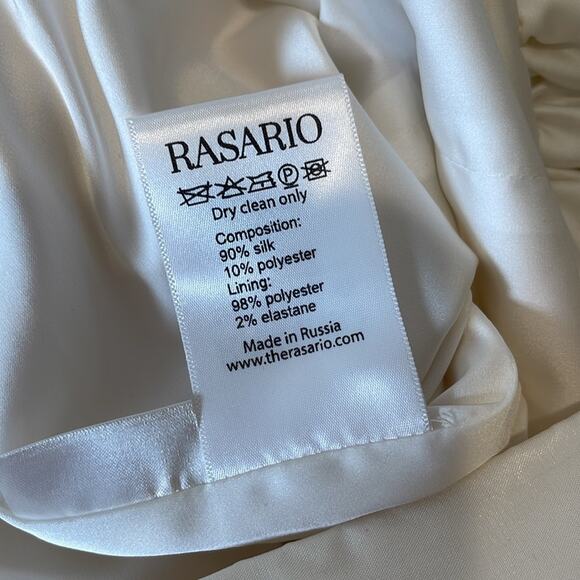 RASARIO
P
Dry clean only
Composition:
90% silk
10% polyester
Lining:
98% polyester
2% elastane
Made in Russia
www.therasario.com